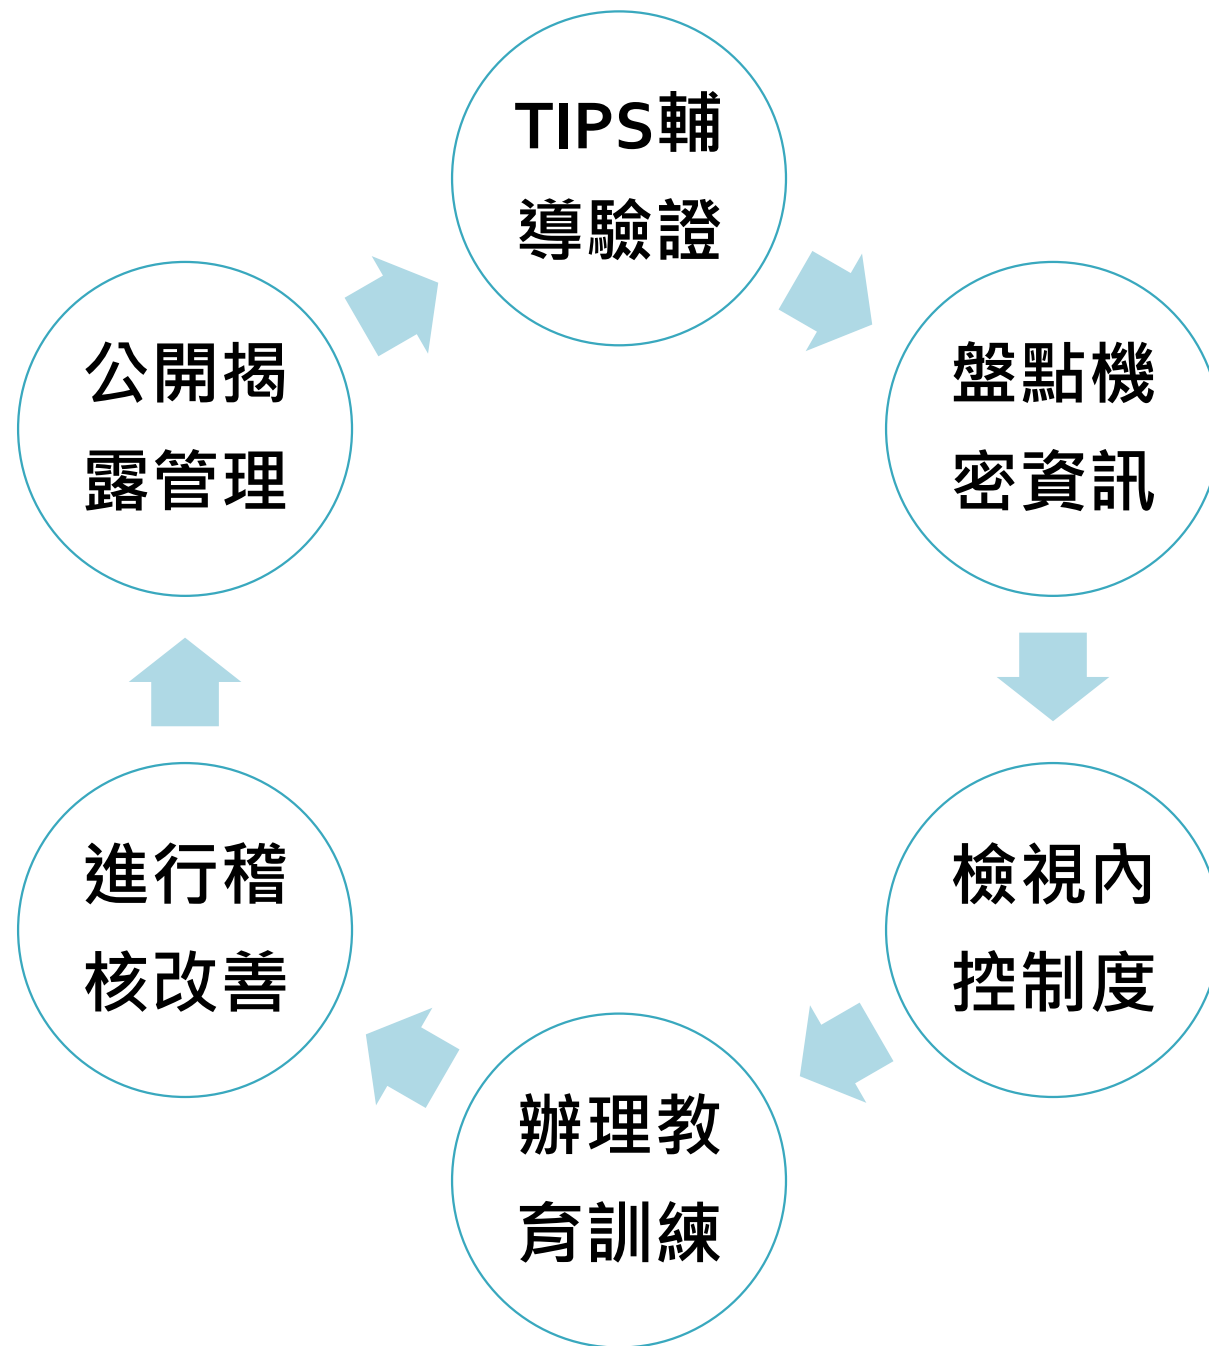 TIPS輔
導驗證
盤點機
密資訊
檢視內
控制度
辦理教
育訓練
進行稽
核改善
公開揭
露管理